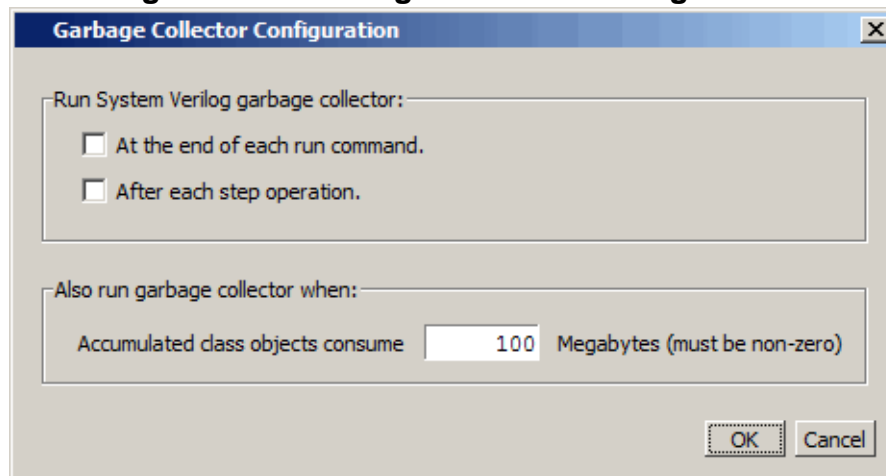 Garbage Collector Configuration
Run System Verilog garbage collector:
At the end of each run command.
After each step operation.
Also run garbage collector when:
Accumulated class objects consume 100 Megabytes (must be non-zero)
OK Cancel